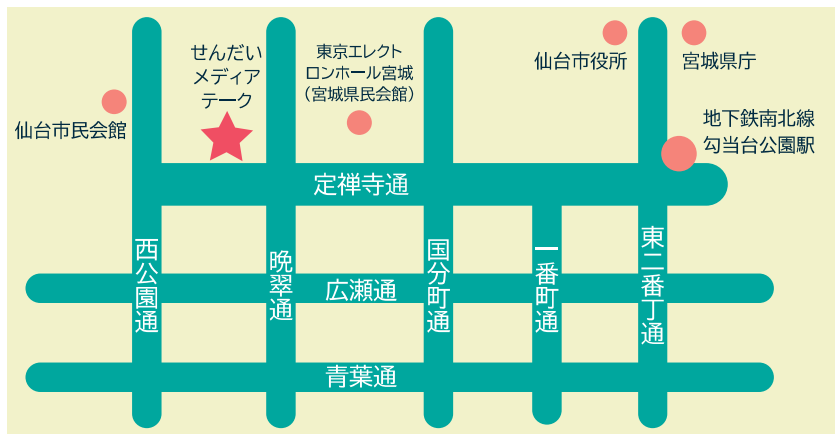 せんだい
メディア
テーク
東京エレクト
ロンホール宮城
（宮城県民会館）
仙台市役所
宮城県庁
仙台市民会館
地下鉄南北線
勾当台公園駅
定禅寺通
西公園通
晩翠通
国分町通
一番町通
東二番丁通
広瀬通
青葉通